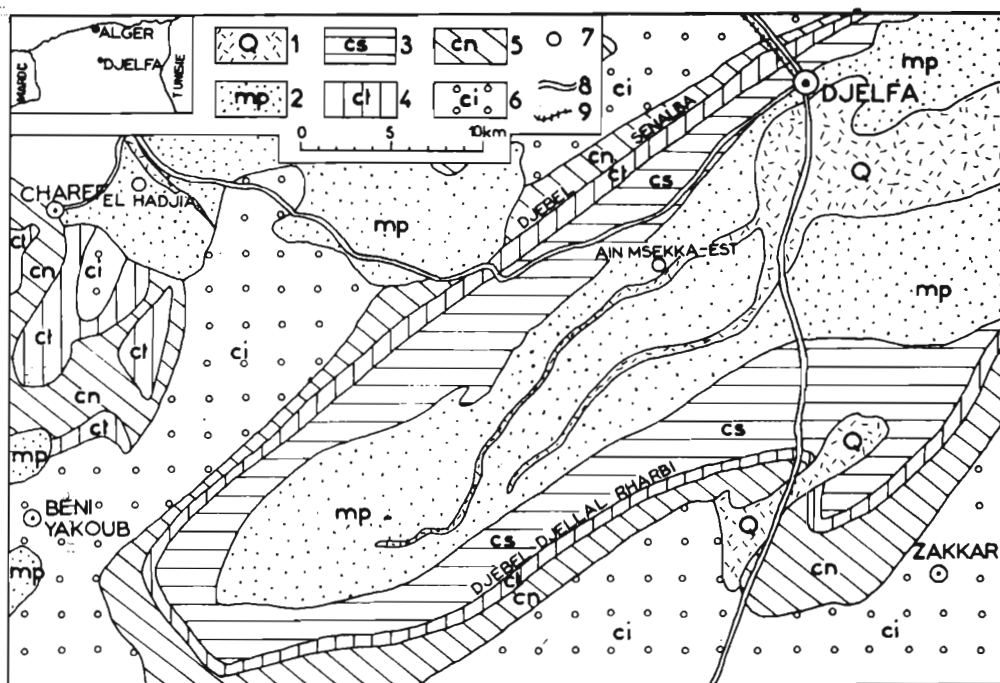 ALGER
DJELFA
MAROC
TUNISIE
Q 1
mp 2
cs 3
ct 4
cn 5
ci 6
7
8
9
0 5 10km
ci
mp
DJELFA
Q
DJEBEL SENALBA
cn
ct
cs
CHAREF
EL HADJIA
mp
AIN MSEKKA-EST
mp
ct
cn
ci
ct
ct
ci
cn
ct
mp
cs
Q
BÉNI
YAKOUB
mp
DJEBEL DJELLAL RHARBI
cs
ct
cn
Q
ZAKKAR
mp
cn
ci
ci